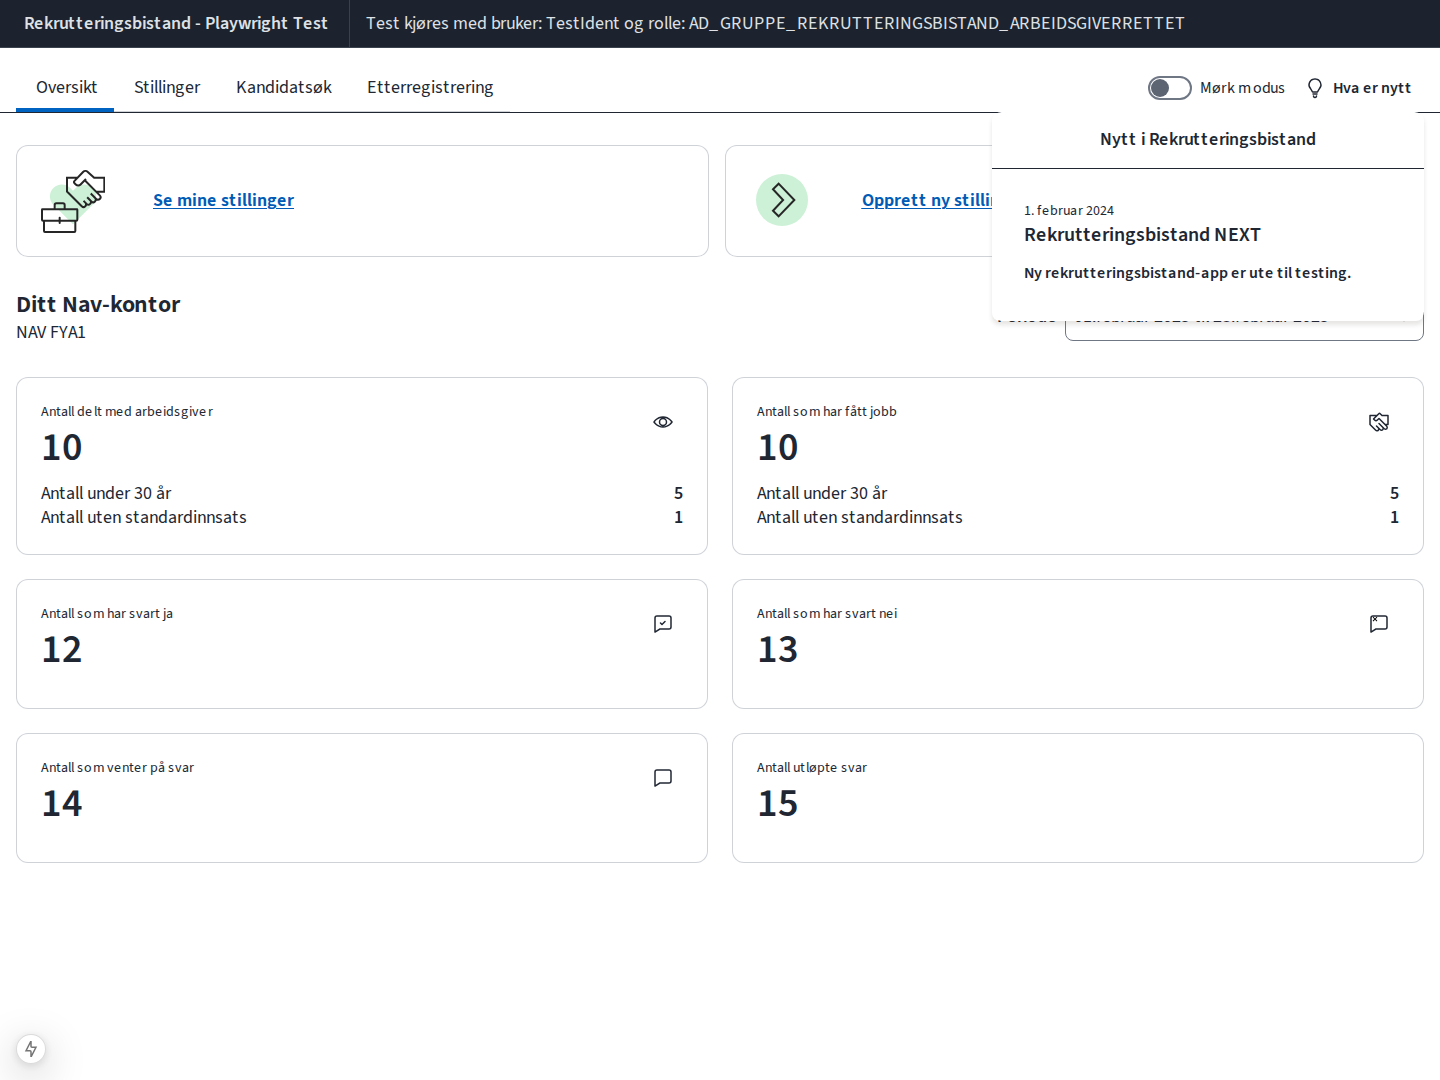 Rekrutteringsbistand - Playwright Test
Test kjøres med bruker: TestIdent og rolle: AD_GRUPPE_REKRUTTERINGSBISTAND_ARBEIDSGIVERRETTET
Oversikt
Stillinger
Kandidatsøk
Etterregistrering
Mørk modus
Hva er nytt
Nytt i Rekrutteringsbistand
1. februar 2024
Rekrutteringsbistand NEXT
Ny rekrutteringsbistand-app er ute til testing.
Se mine stillinger
Opprett ny
Ditt Nav-kontor
NAV FYA1
Antall delt med arbeidsgiver
10
Antall under 30 år 5
Antall uten standardinnsats 1
Antall som har fått jobb
10
Antall under 30 år 5
Antall uten standardinnsats 1
Antall som har svart ja
12
Antall som har svart nei
13
Antall som venter på svar
14
Antall utløpte svar
15